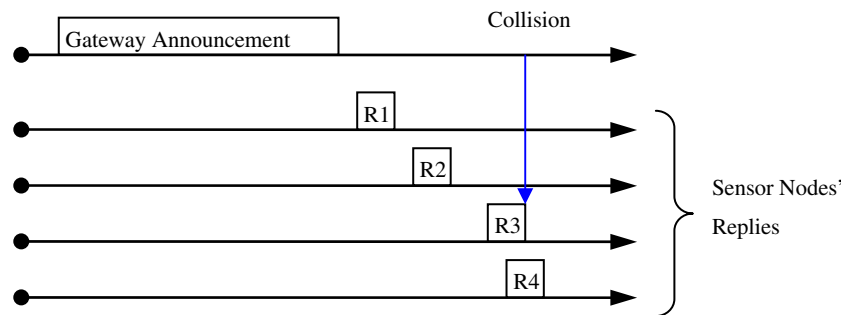 Collision
Gateway Announcement
R1
R2
R3
R4
Sensor Nodes’
Replies